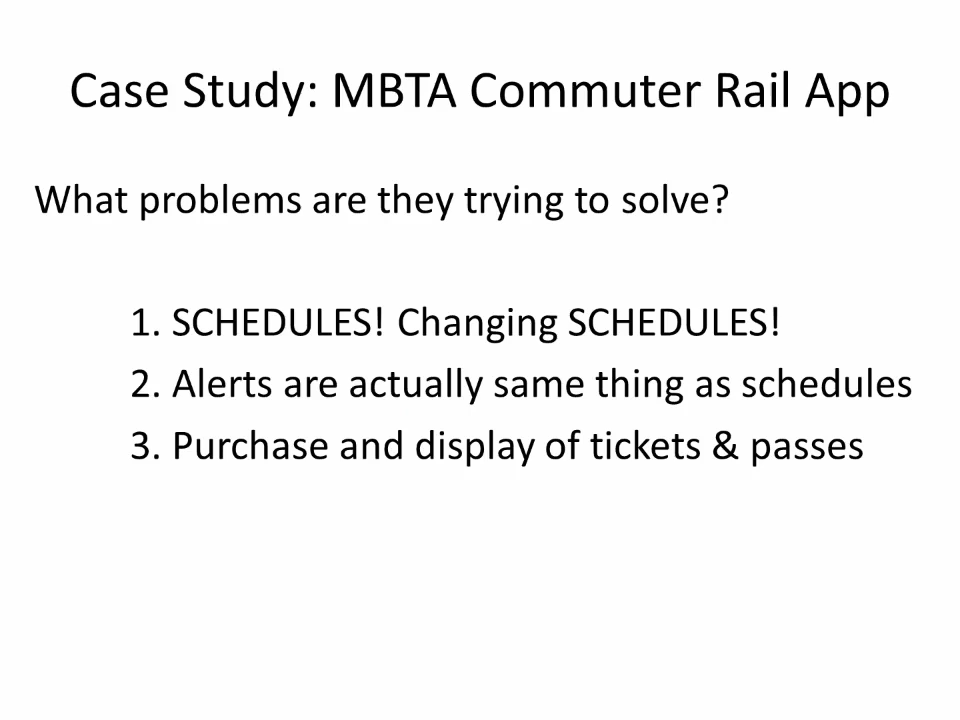 Case Study: MBTA Commuter Rail App
What problems are they trying to solve?
1. SCHEDULES! Changing SCHEDULES!
2. Alerts are actually same thing as schedules
3. Purchase and display of tickets & passes